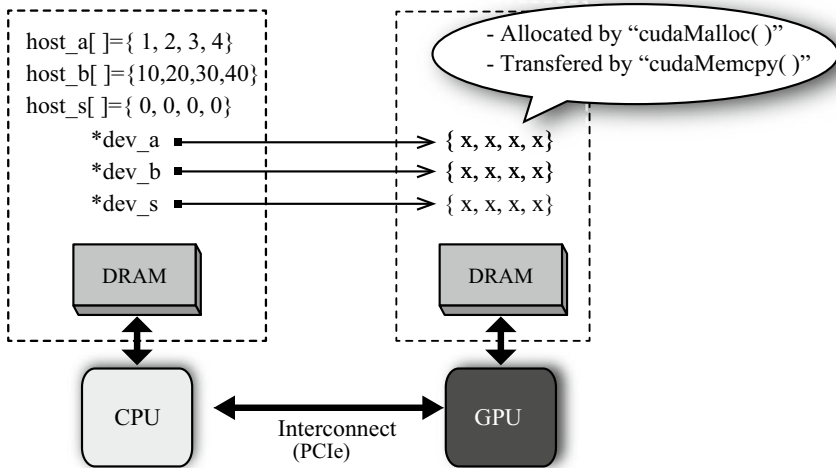 host_a[ ]={ 1, 2, 3, 4}
host_b[ ]={10,20,30,40}
host_s[ ]={ 0, 0, 0, 0}
- Allocated by “cudaMalloc( )”
- Transfered by “cudaMemcpy( )”
*dev_a { x, x, x, x}
*dev_b { x, x, x, x}
*dev_s { x, x, x, x}
DRAM
DRAM
CPU
GPU
Interconnect
(PCIe)